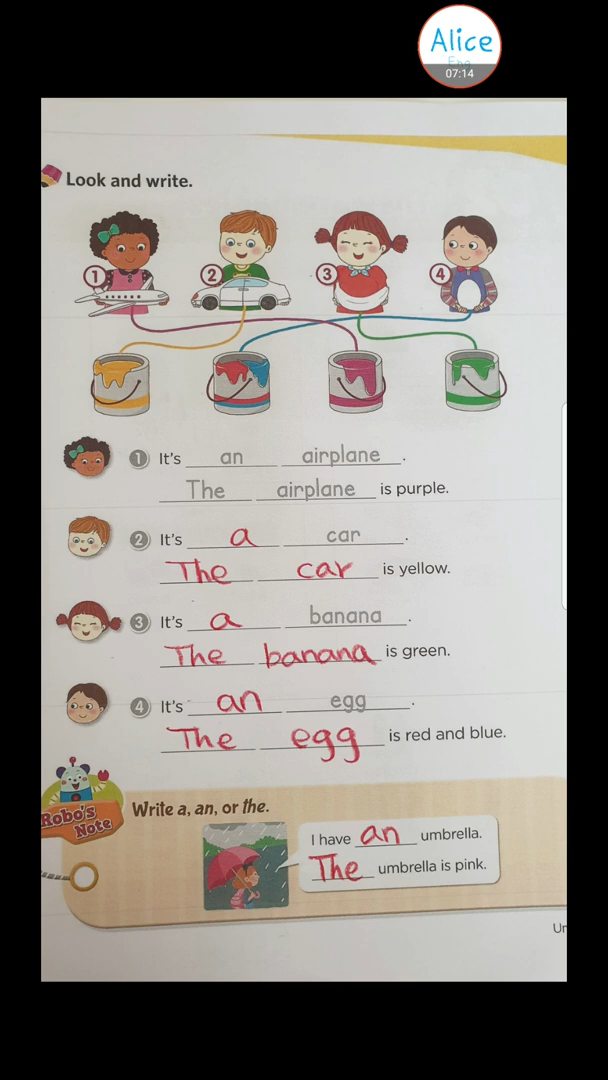 Alice
Eng
07:14
Look and write.
1 2 3 4
1 It's an airplane.
The airplane is purple.
2 It's a car.
The car is yellow.
3 It's a banana.
The banana is green.
4 It's an egg.
The egg is red and blue.
Robo's Note
Write a, an, or the.
I have an umbrella.
The umbrella is pink.